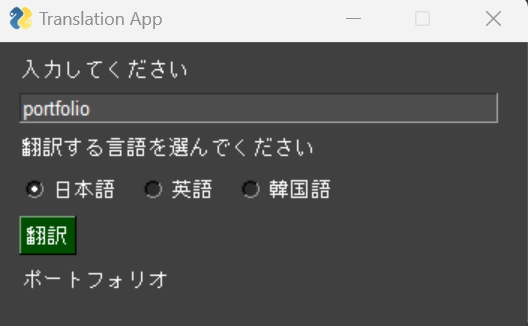 Translation App
入力してください
portfolio
翻訳する言語を選んでください
日本語 英語 韓国語
翻訳
ポートフォリオ